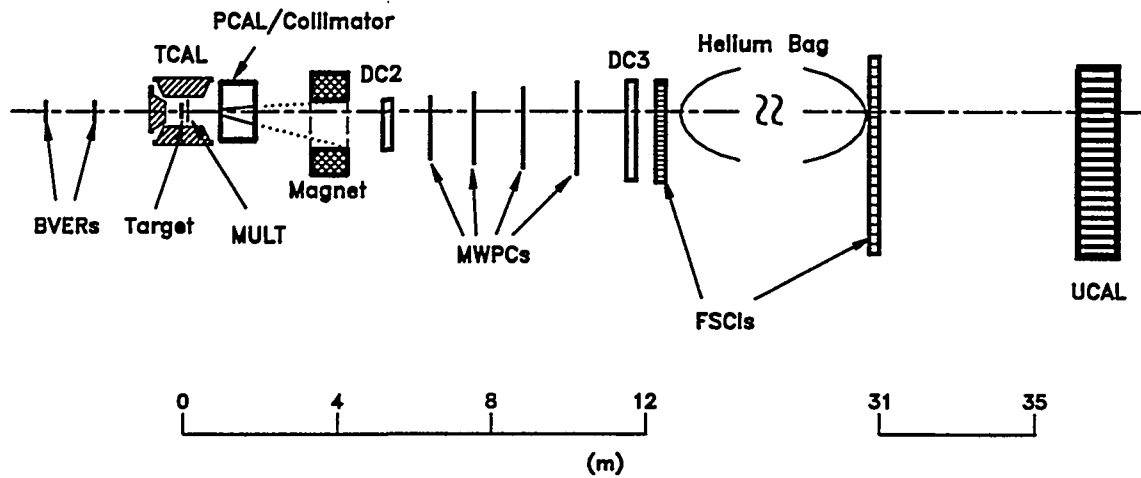 PCAL/Collimator
TCAL
DC2
DC3
Helium Bag
BVERs
Target
MULT
Magnet
MWPCs
FSCIs
UCAL
0 4 8 12 31 35
(m)